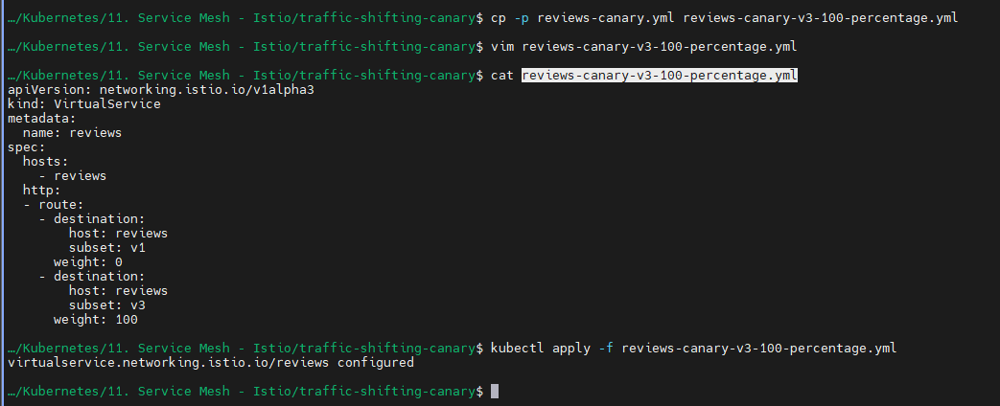 …/Kubernetes/11. Service Mesh - Istio/traffic-shifting-canary$ cp -p reviews-canary.yml reviews-canary-v3-100-percentage.yml
…/Kubernetes/11. Service Mesh - Istio/traffic-shifting-canary$ vim reviews-canary-v3-100-percentage.yml
…/Kubernetes/11. Service Mesh - Istio/traffic-shifting-canary$ cat reviews-canary-v3-100-percentage.yml
apiVersion: networking.istio.io/v1alpha3
kind: VirtualService
metadata:
  name: reviews
spec:
  hosts:
    - reviews
  http:
  - route:
    - destination:
        host: reviews
        subset: v1
      weight: 0
    - destination:
        host: reviews
        subset: v3
      weight: 100
…/Kubernetes/11. Service Mesh - Istio/traffic-shifting-canary$ kubectl apply -f reviews-canary-v3-100-percentage.yml
virtualservice.networking.istio.io/reviews configured
…/Kubernetes/11. Service Mesh - Istio/traffic-shifting-canary$